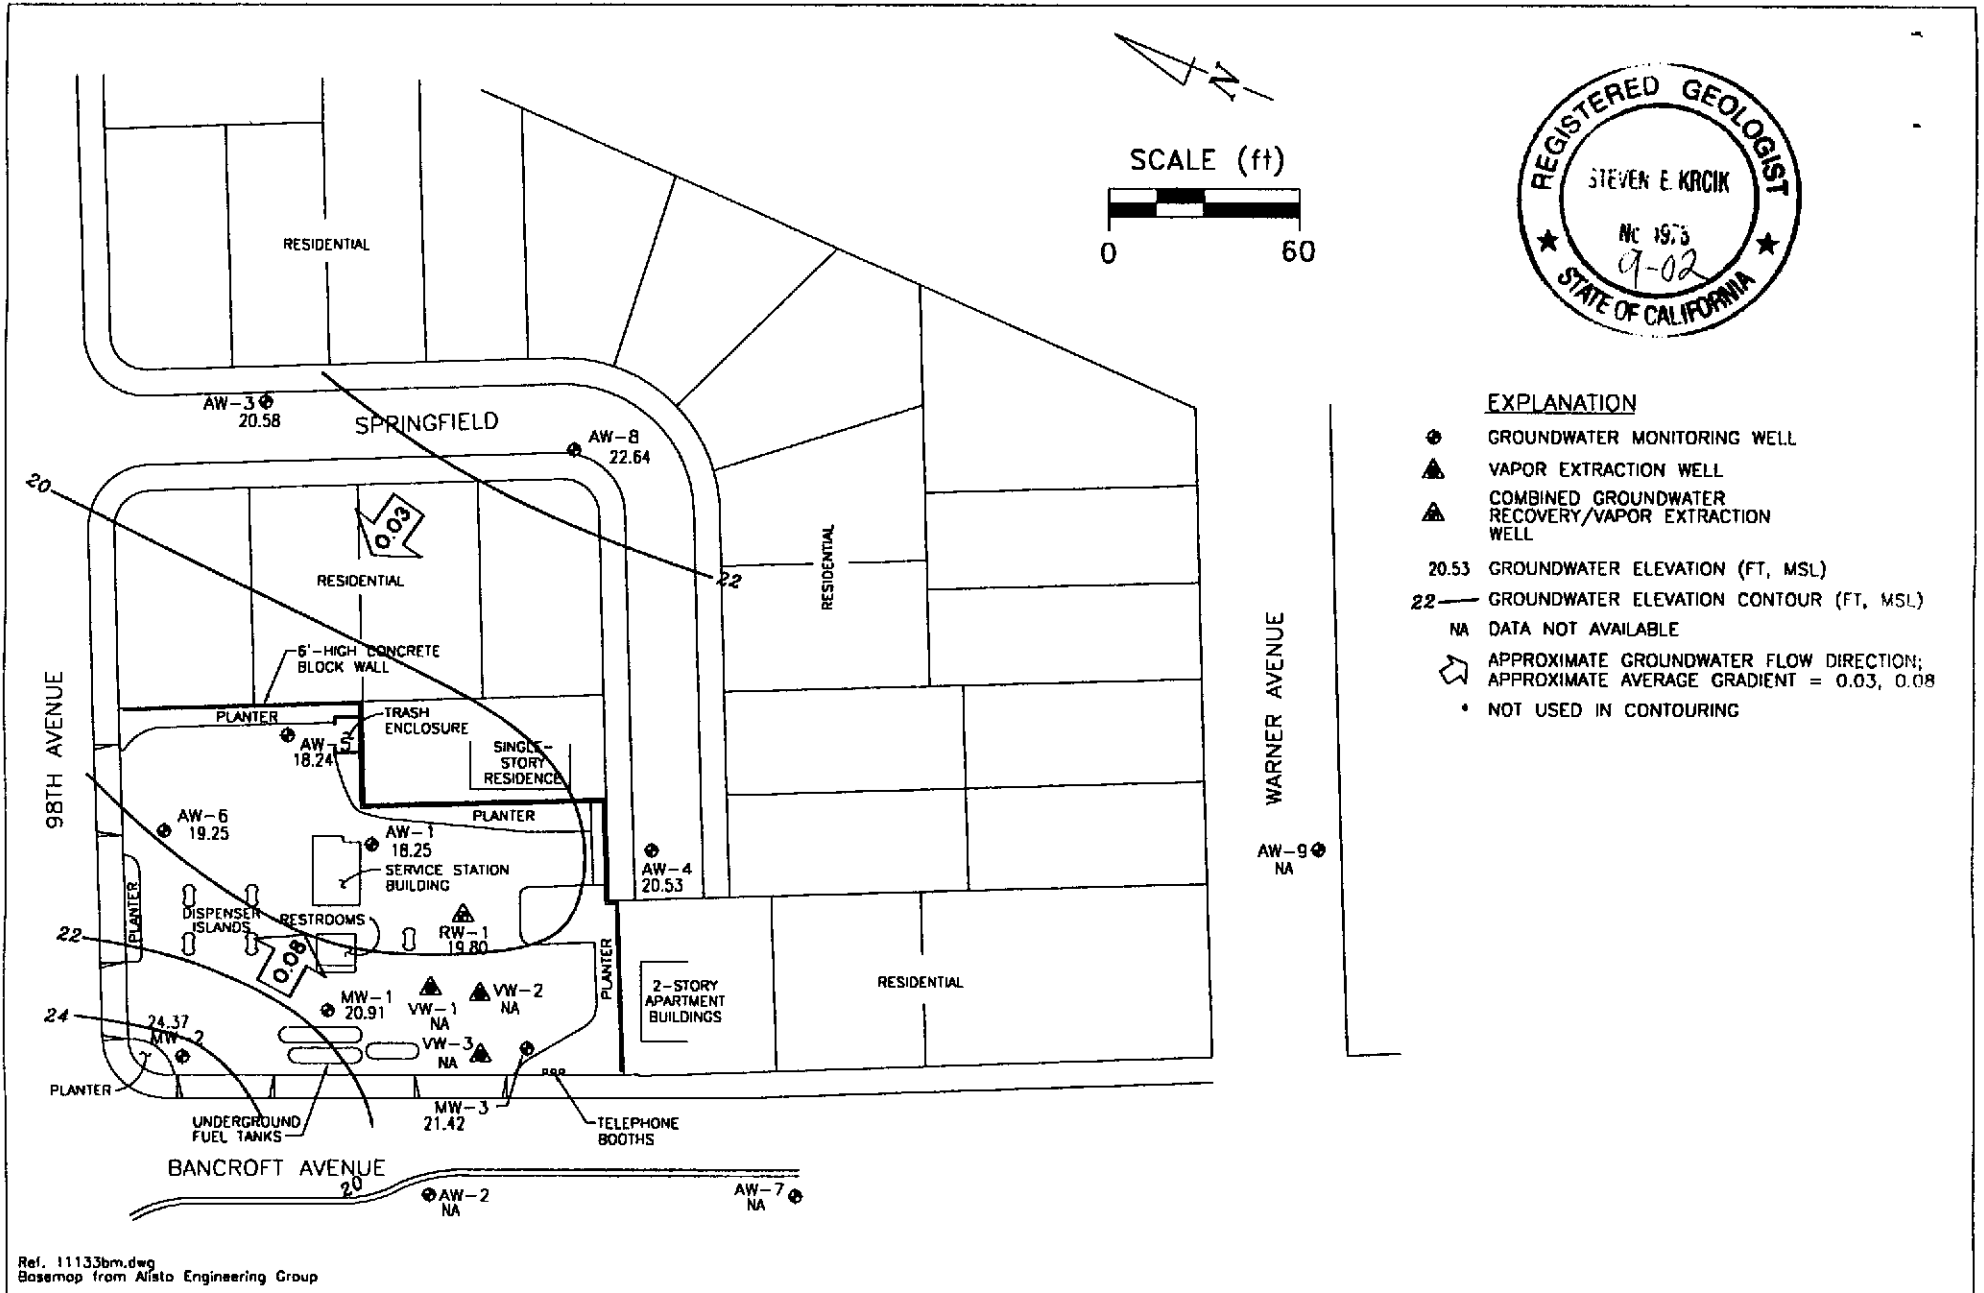 N
SCALE (ft)
0 60
REGISTERED GEOLOGIST
STEVEN E. KRCIK
9-02
STATE OF CALIFORNIA
RESIDENTIAL
AW-3
20.58
SPRINGFIELD
AW-8
22.64
20
0.03
RESIDENTIAL
22
RESIDENTIAL
6'-HIGH CONCRETE
BLOCK WALL
98TH AVENUE
PLANTER
TRASH
ENCLOSURE
AW-5
18.24
SINGLE-
STORY
RESIDENCE
PLANTER
AW-6
19.25
AW-1
18.25
SERVICE STATION
BUILDING
AW-4
20.53
WARNER AVENUE
AW-9
NA
PLANTER
DISPENSER
ISLANDS
RESTROOMS
RW-1
19.80
22
0.08
PLANTER
2-STORY
APARTMENT
BUILDINGS
RESIDENTIAL
MW-1
20.91
VW-1
NA
VW-2
NA
24
24.37
MW-2
VW-3
NA
PLANTER
MW-3
21.42
UNDERGROUND
FUEL TANKS
TELEPHONE
BOOTHS
BANCROFT AVENUE
20
AW-2
NA
AW-7
NA
EXPLANATION
GROUNDWATER MONITORING WELL
VAPOR EXTRACTION WELL
COMBINED GROUNDWATER
RECOVERY/VAPOR EXTRACTION
WELL
20.53 GROUNDWATER ELEVATION (FT, MSL)
22 GROUNDWATER ELEVATION CONTOUR (FT, MSL)
NA DATA NOT AVAILABLE
APPROXIMATE GROUNDWATER FLOW DIRECTION;
APPROXIMATE AVERAGE GRADIENT = 0.03, 0.08
* NOT USED IN CONTOURING
Ref. 11133bm.dwg
Basemap from Alisto Engineering Group